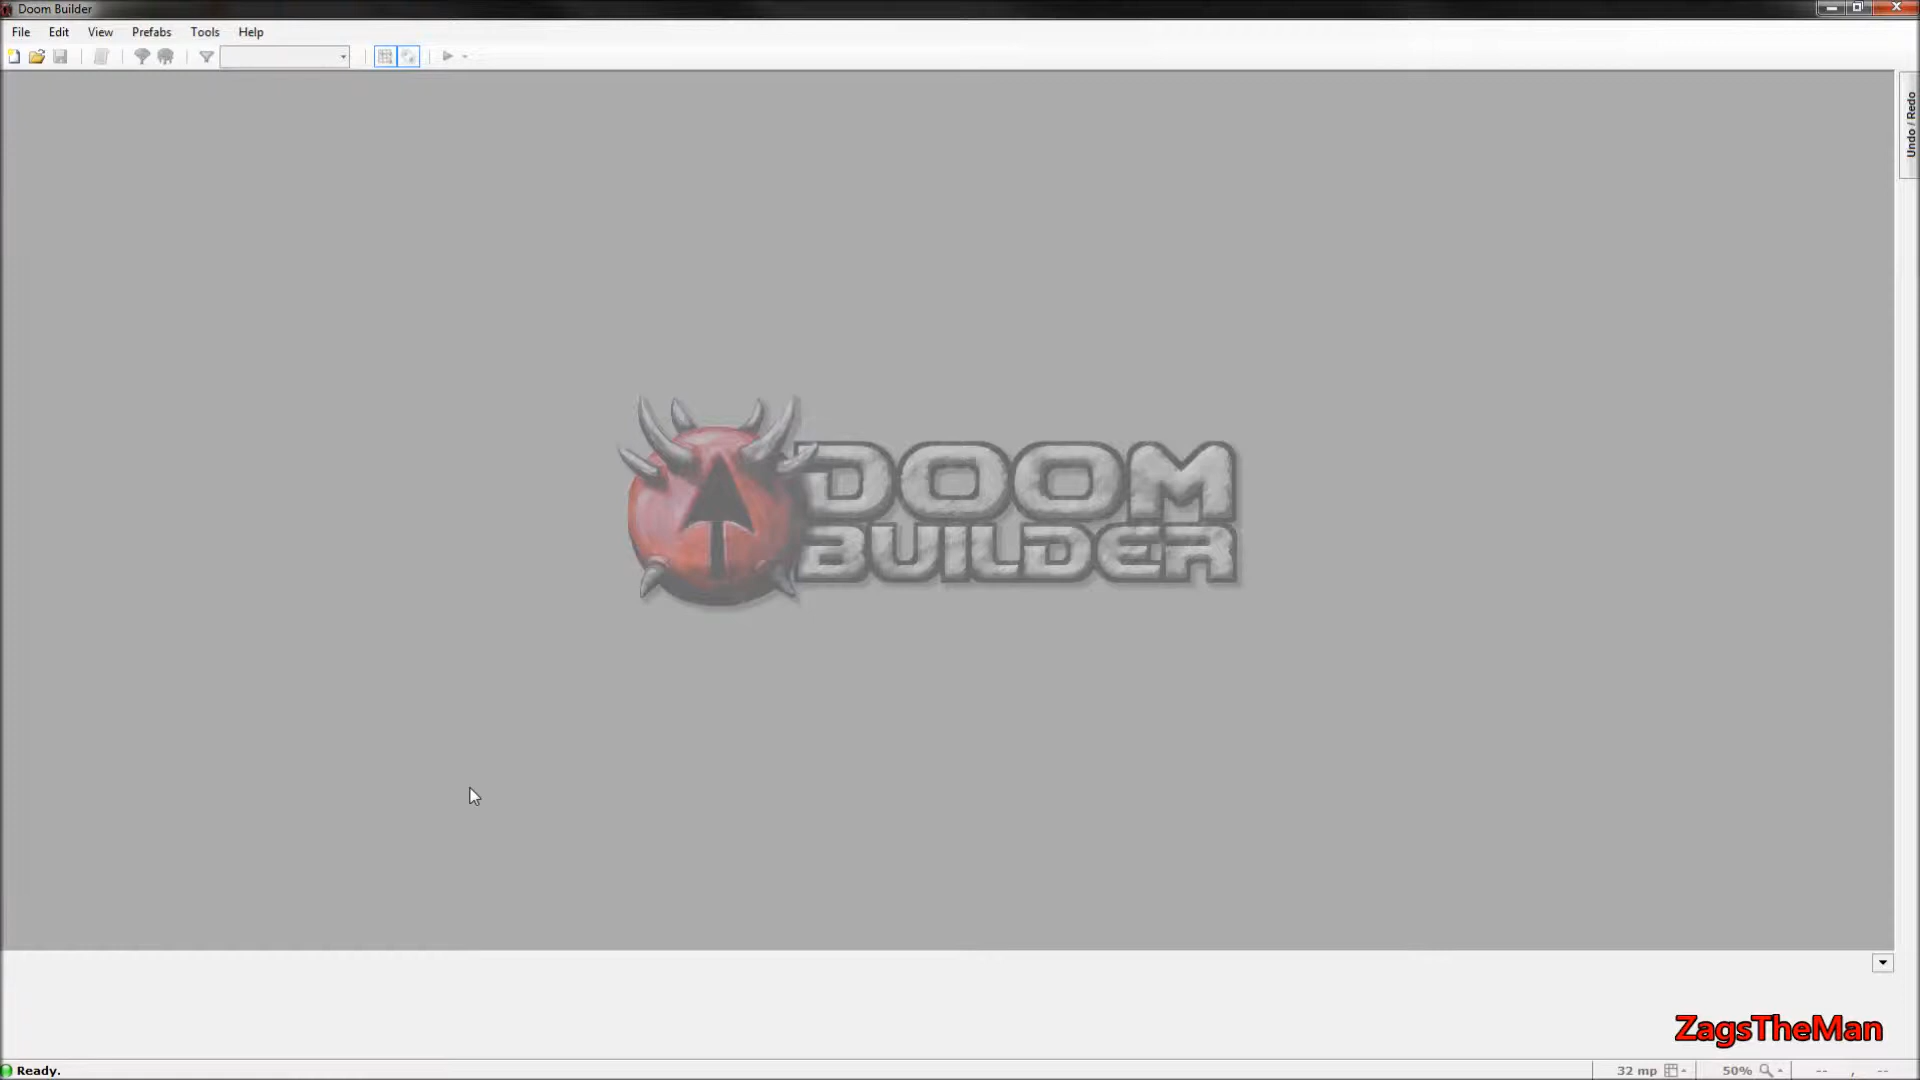 Doom Builder
File Edit View Prefabs Tools Help
Undo / Redo
DOOM
BUILDER
ZagsTheMan
Ready.
32 mp 50% -- , --